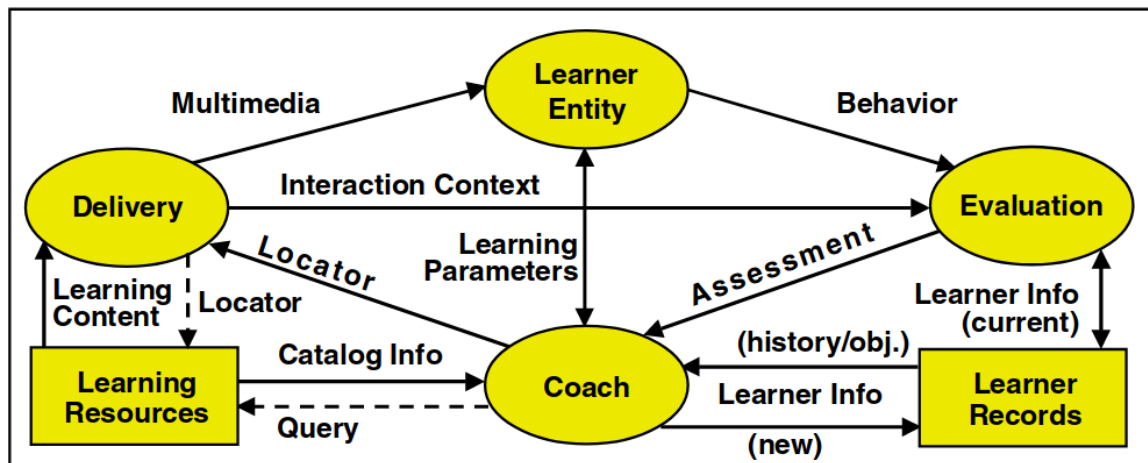 Learner
Entity
Multimedia
Behavior
Delivery
Interaction Context
Evaluation
Locator
Learning
Parameters
Assessment
Learning
Content
Locator
Learner Info
(current)
Catalog Info
(history/obj.)
Learning
Resources
Coach
Learner Info
Learner
Records
Query
(new)